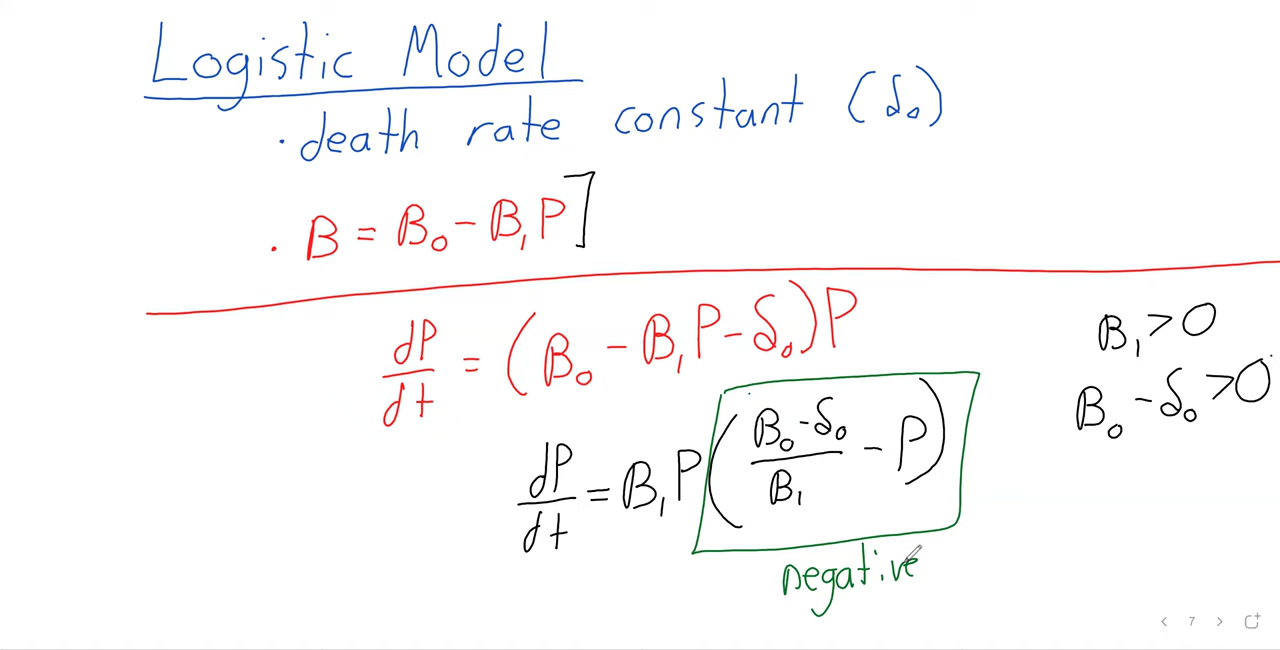 Logistic Model
· death rate constant (δ₀)
· B = B₀ - B₁P]
dP/dt = (B₀ - B₁P - δ₀)P
B₁ > 0
B₀ - δ₀ > 0
dP/dt = B₁P((B₀ - δ₀)/B₁ - P)
negative
< 7 >